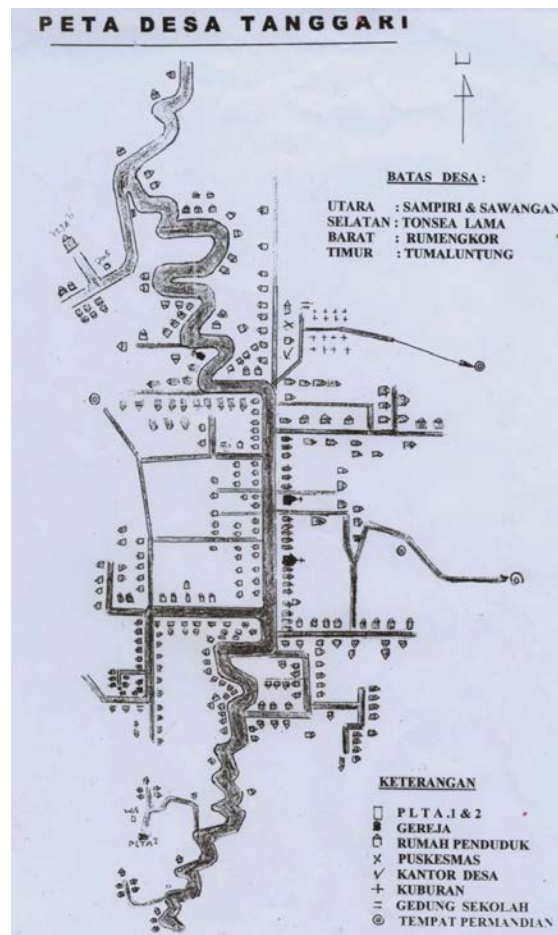 PETA DESA TANGGARI
BATAS DESA :
UTARA : SAMPIRI & SAWANGAN
SELATAN : TONSEA LAMA
BARAT : RUMENGKOR
TIMUR : TUMALUNTUNG
PLTA 2
KETERANGAN
P L T A .1 & 2
GEREJA
RUMAH PENDUDUK
PUSKESMAS
KANTOR DESA
KUBURAN
GEDUNG SEKOLAH
TEMPAT PERMANDIAN